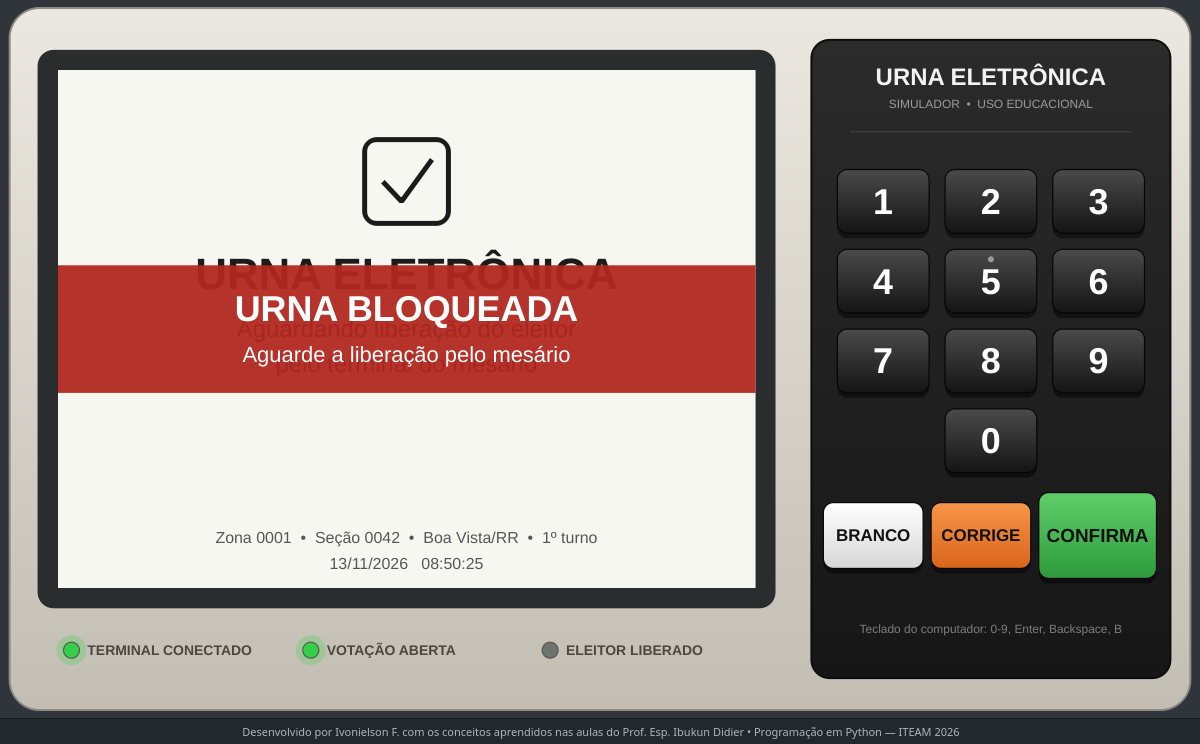 URNA ELETRÔNICA
URNA BLOQUEADA
Aguardando liberação do eleitor
Aguarde a liberação pelo mesário
pelo terminal do mesário
Zona 0001 • Seção 0042 • Boa Vista/RR • 1º turno
13/11/2026 08:50:25
TERMINAL CONECTADO
VOTAÇÃO ABERTA
ELEITOR LIBERADO
URNA ELETRÔNICA
SIMULADOR • USO EDUCACIONAL
1 2 3
4 5 6
7 8 9
0
BRANCO CORRIGE CONFIRMA
Teclado do computador: 0-9, Enter, Backspace, B
Desenvolvido por Ivonielson F. com os conceitos aprendidos nas aulas do Prof. Esp. Ibukun Didier • Programação em Python — ITEAM 2026